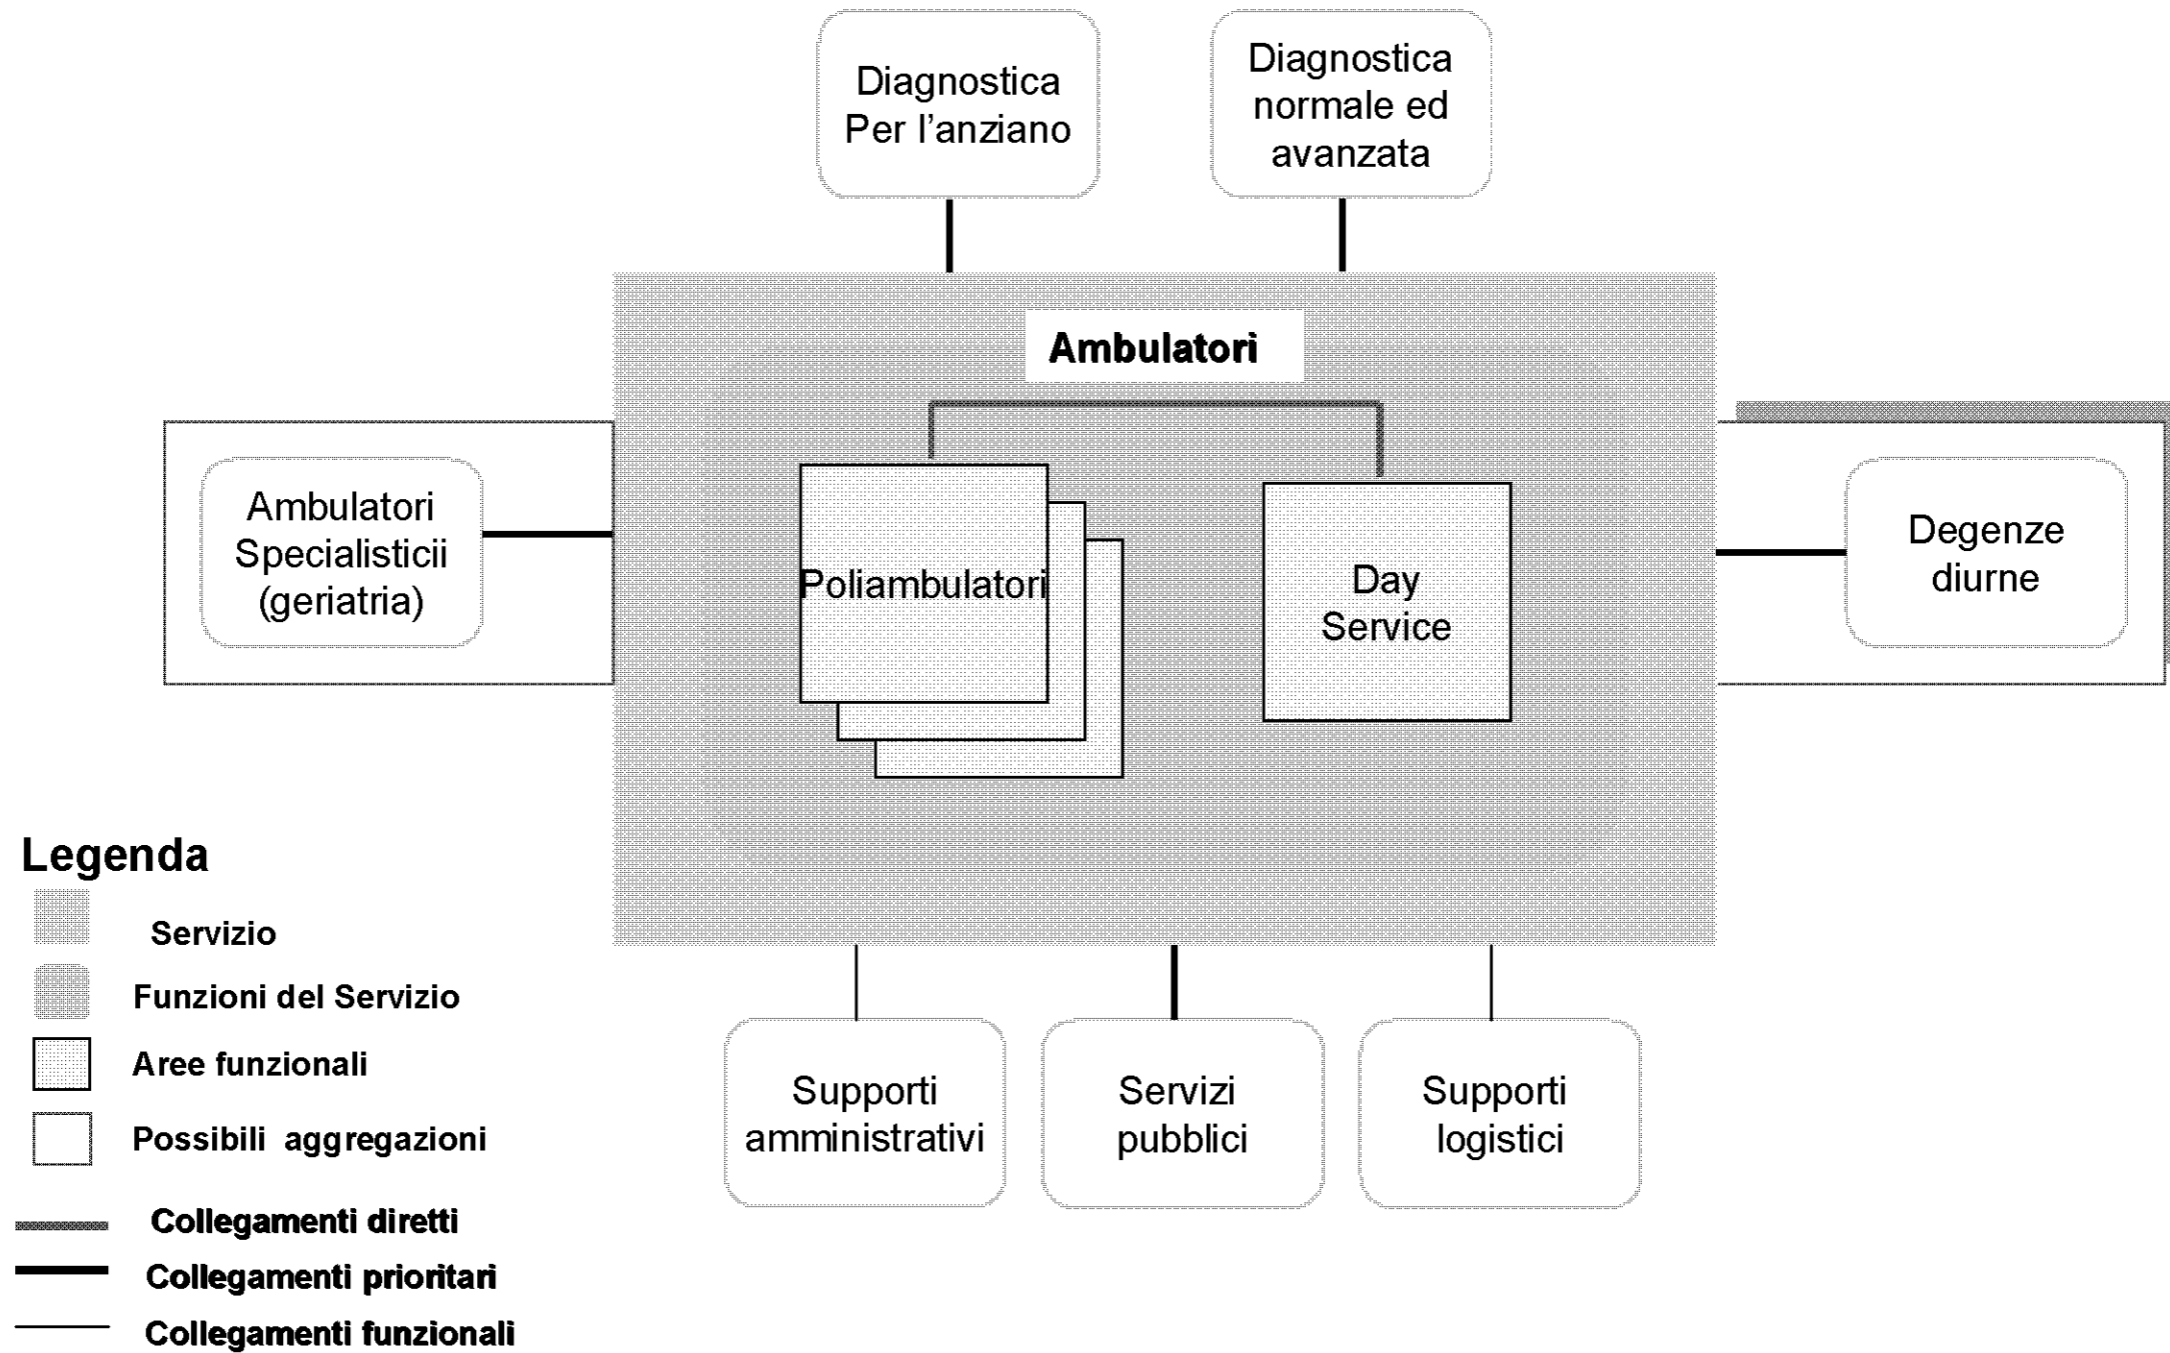 Diagnostica
Per l'anziano
Diagnostica
normale ed
avanzata
Ambulatori
Ambulatori
Specialisticii
(geriatria)
Poliambulatori
Day
Service
Degenze
diurne
Legenda
Servizio
Funzioni del Servizio
Aree funzionali
Possibili aggregazioni
Collegamenti diretti
Collegamenti prioritari
Collegamenti funzionali
Supporti
amministrativi
Servizi
pubblici
Supporti
logistici